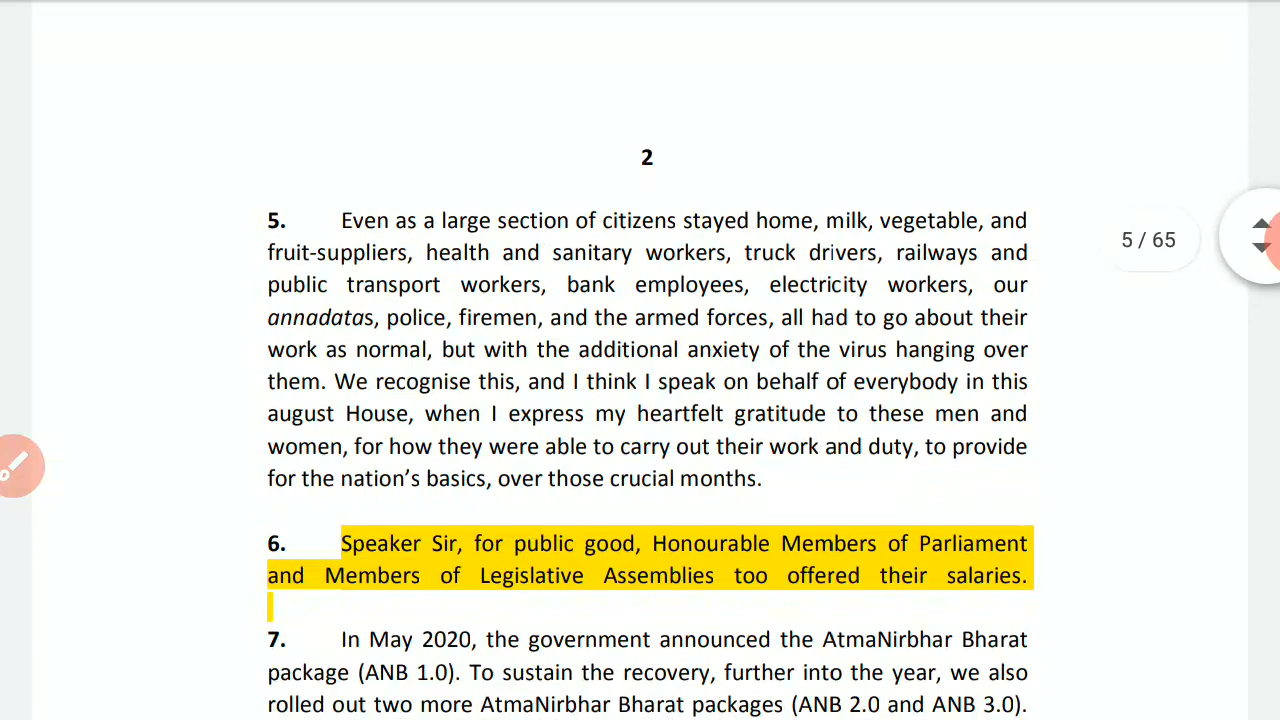 2
5. Even as a large section of citizens stayed home, milk, vegetable, and
fruit-suppliers, health and sanitary workers, truck drivers, railways and
public transport workers, bank employees, electricity workers, our
annadatas, police, firemen, and the armed forces, all had to go about their
work as normal, but with the additional anxiety of the virus hanging over
them. We recognise this, and I think I speak on behalf of everybody in this
august House, when I express my heartfelt gratitude to these men and
women, for how they were able to carry out their work and duty, to provide
for the nation’s basics, over those crucial months.
6. Speaker Sir, for public good, Honourable Members of Parliament
and Members of Legislative Assemblies too offered their salaries.
7. In May 2020, the government announced the AtmaNirbhar Bharat
package (ANB 1.0). To sustain the recovery, further into the year, we also
rolled out two more AtmaNirbhar Bharat packages (ANB 2.0 and ANB 3.0).
5 / 65